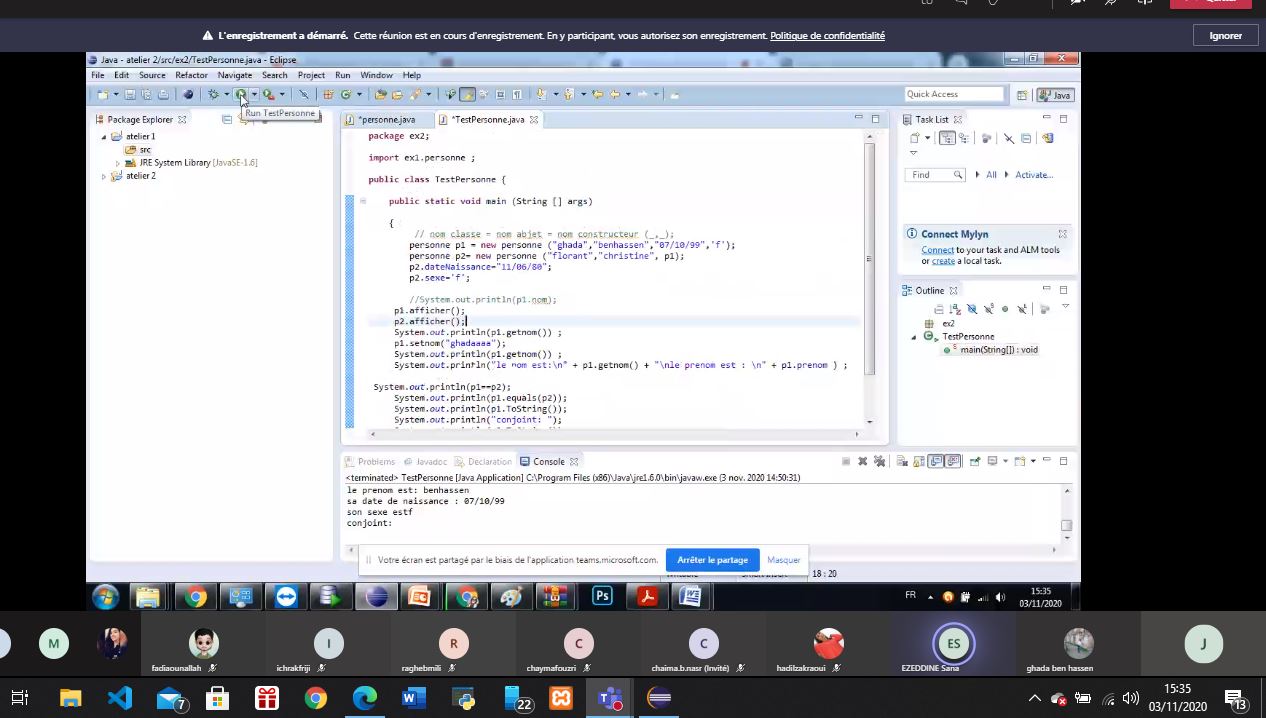 L'enregistrement a démarré. Cette réunion est en cours d'enregistrement. En y participant, vous autorisez son enregistrement. Politique de confidentialité
Ignorer
Java - atelier 2/src/ex2/TestPersonne.java - Eclipse
File Edit Source Refactor Navigate Search Project Run Window Help
Quick Access
Java
Run TestPersonne
Package Explorer
atelier 1
src
JRE System Library [JavaSE-1.6]
atelier 2
*personne.java
*TestPersonne.java
package ex2;
import ex1.personne ;
public class TestPersonne {
public static void main (String [] args)
{
// nom classe = nom abjet = nom constructeur (_,_);
personne p1 = new personne ("ghada","benhassen","07/10/99",'f');
personne p2= new personne ("florant","christine", p1);
p2.dateNaissance="11/06/80";
p2.sexe='f';
//System.out.println(p1.nom);
p1.afficher();
p2.afficher();
System.out.println(p1.getnom()) ;
p1.setnom("ghadaaaa");
System.out.println(p1.getnom()) ;
System.out.println("le nom est:\n" + p1.getnom() + "\nle prenom est : \n" + p1.prenom ) ;
System.out.println(p1==p2);
System.out.println(p1.equals(p2));
System.out.println(p1.ToString());
System.out.println("conjoint: ");
Task List
Find
All
Activate...
Connect Mylyn
Connect to your task and ALM tools
or create a local task.
Outline
ex2
TestPersonne
main(String[]) : void
Problems Javadoc Declaration Console
<terminated> TestPersonne [Java Application] C:\Program Files (x86)\Java\jre1.6.0\bin\javaw.exe (3 nov. 2020 14:50:31)
le prenom est: benhassen
sa date de naissance : 07/10/99
son sexe estf
conjoint:
Votre écran est partagé par le biais de l'application teams.microsoft.com.
Arrêter le partage
Masquer
18 : 20
Ps
FR
15:35
03/11/2020
M
I
R
C
C
ES
J
fadiaounallah
ichrakfriji
raghebmili
chaymafouzri
chaima.b.nasr (Invité)
hadilzakraoui
EZEDDINE Sana
ghada ben hassen
7
22
15:35
03/11/2020
13